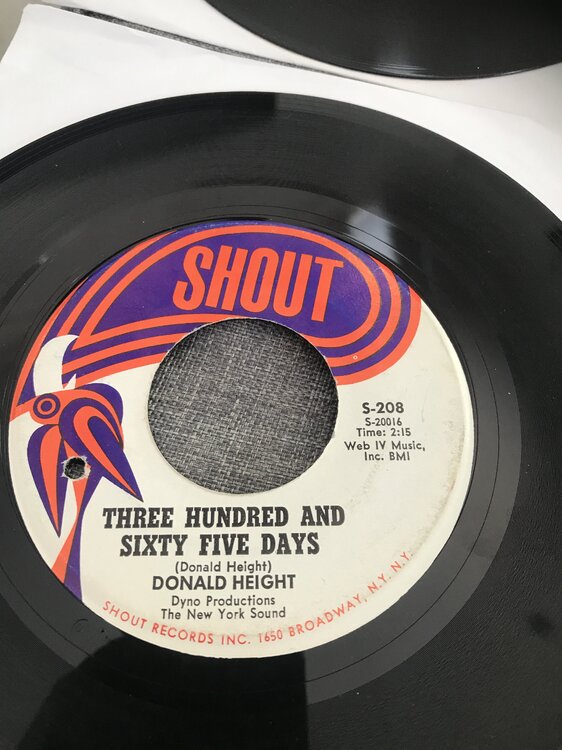 SHOUT
S-208
S-20016
Time: 2:15
Web IV Music,
Inc. BMI
THREE HUNDRED AND
SIXTY FIVE DAYS
(Donald Height)
DONALD HEIGHT
Dyno Productions
The New York Sound
SHOUT RECORDS INC. 1650 BROADWAY, N.Y. N.Y.